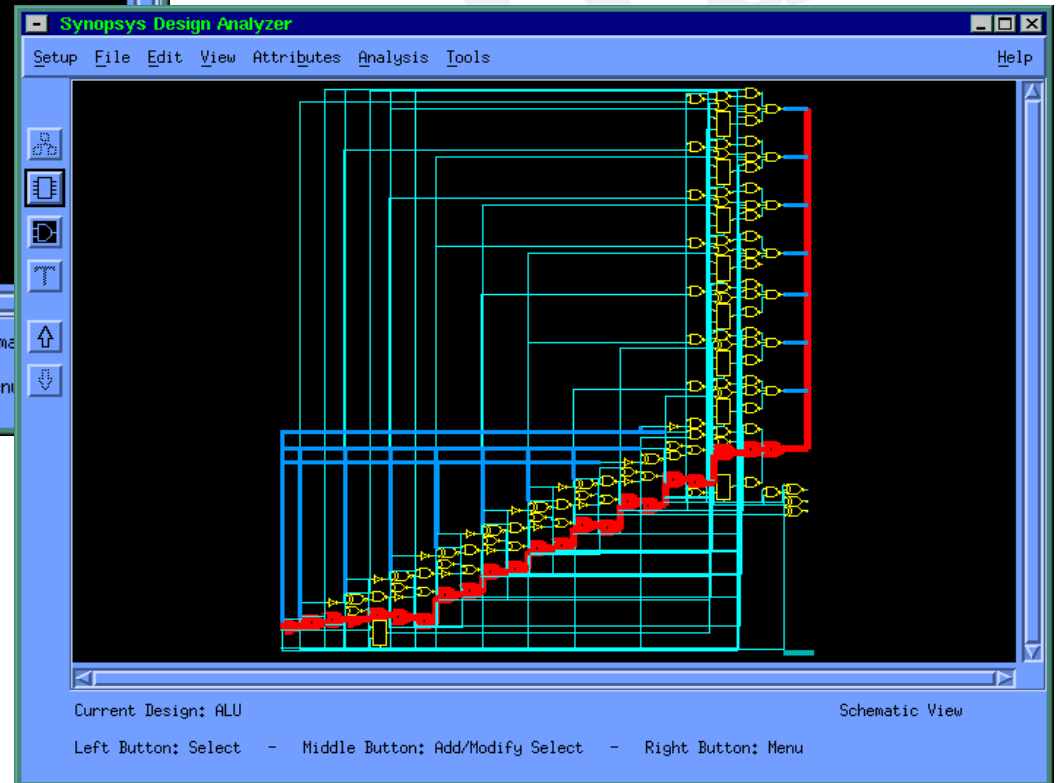 Synopsys Design Analyzer
Setup File Edit View Attributes Analysis Tools Help
Current Design: ALU Schematic View
Left Button: Select - Middle Button: Add/Modify Select - Right Button: Menu